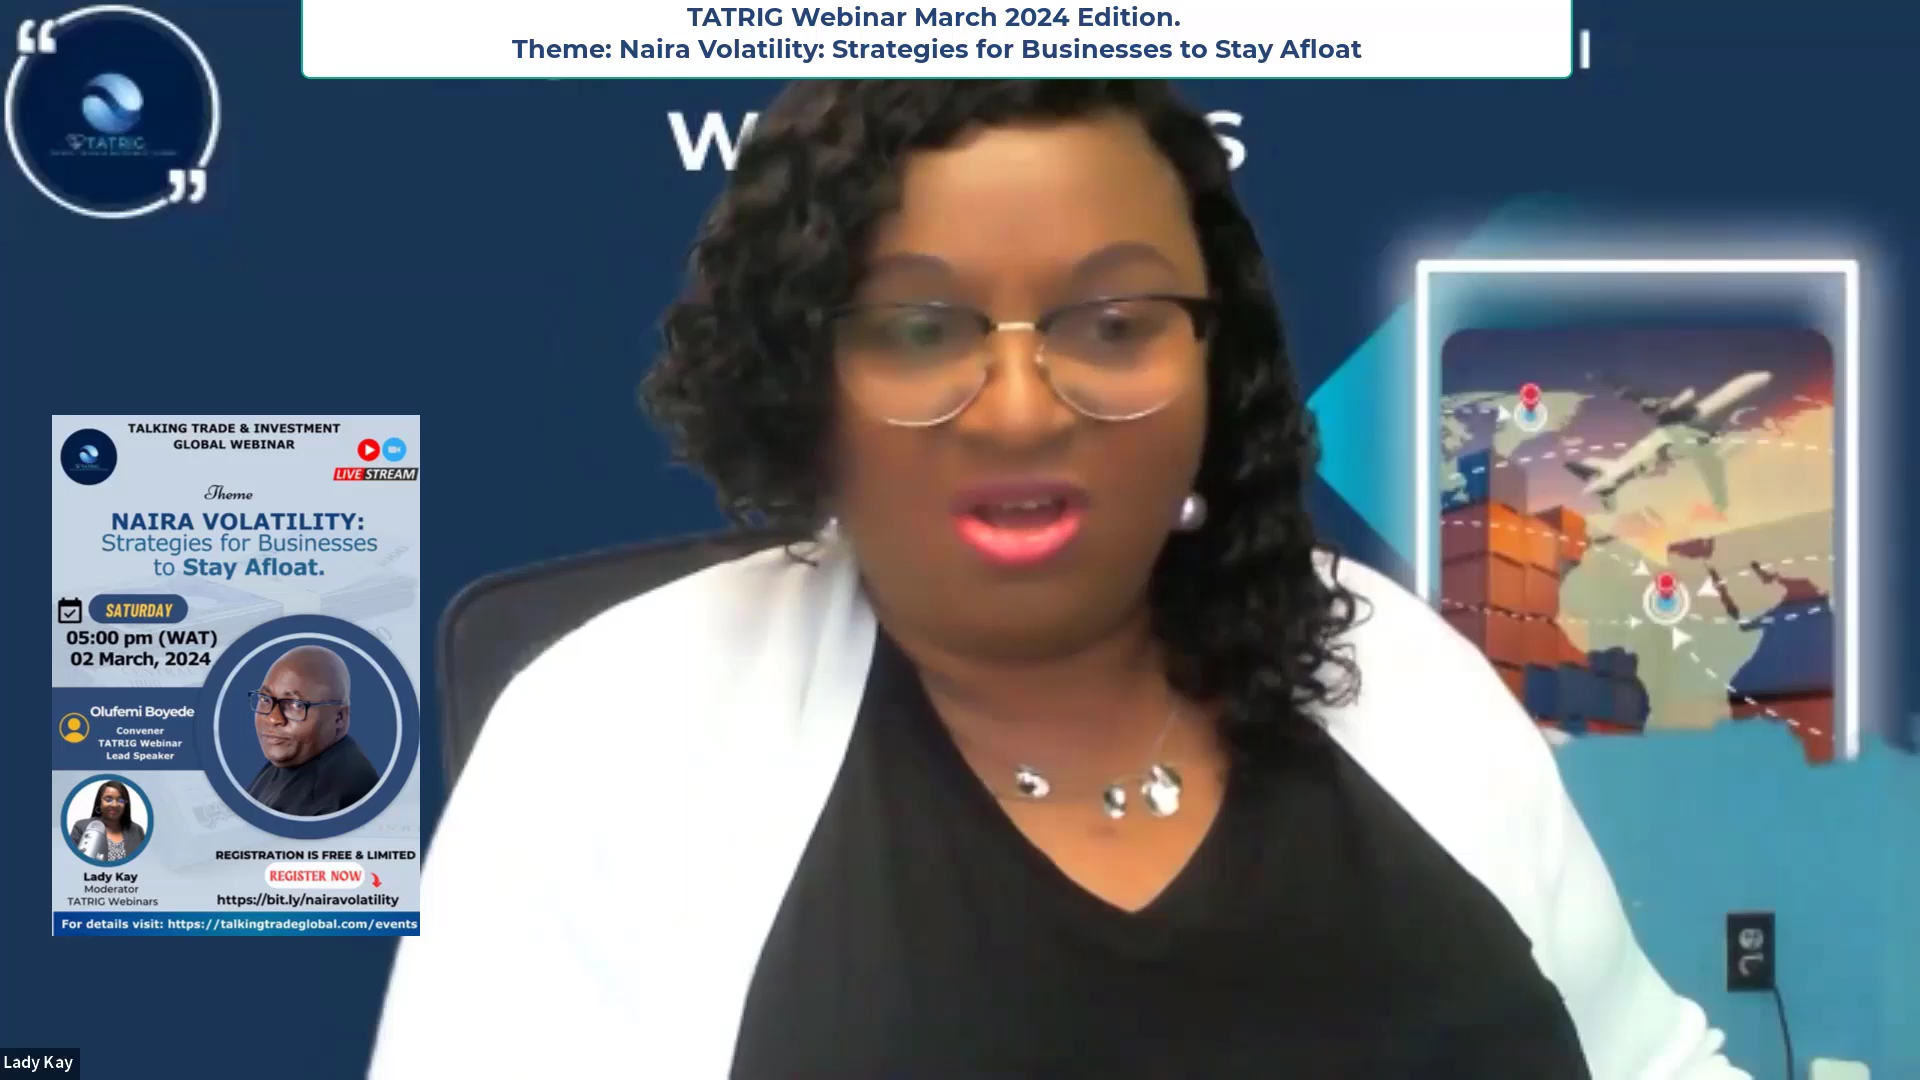 TATRIG Webinar March 2024 Edition.
Theme: Naira Volatility: Strategies for Businesses to Stay Afloat
TATRIG
TALKING TRADE & INVESTMENT
GLOBAL WEBINAR
LIVE STREAM
Theme
NAIRA VOLATILITY:
Strategies for Businesses
to Stay Afloat.
SATURDAY
05:00 pm (WAT)
02 March, 2024
Olufemi Boyede
Convener
TATRIG Webinar
Lead Speaker
Lady Kay
Moderator
TATRIG Webinars
REGISTRATION IS FREE & LIMITED
REGISTER NOW
https://bit.ly/nairavolatility
For details visit: https://talkingtradeglobal.com/events
Lady Kay